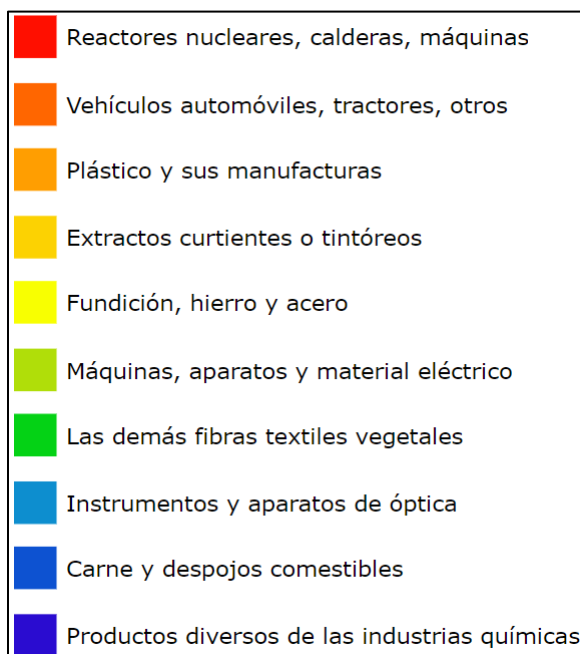 Reactores nucleares, calderas, máquinas
Vehículos automóviles, tractores, otros
Plástico y sus manufacturas
Extractos curtientes o tintóreos
Fundición, hierro y acero
Máquinas, aparatos y material eléctrico
Las demás fibras textiles vegetales
Instrumentos y aparatos de óptica
Carne y despojos comestibles
Productos diversos de las industrias químicas